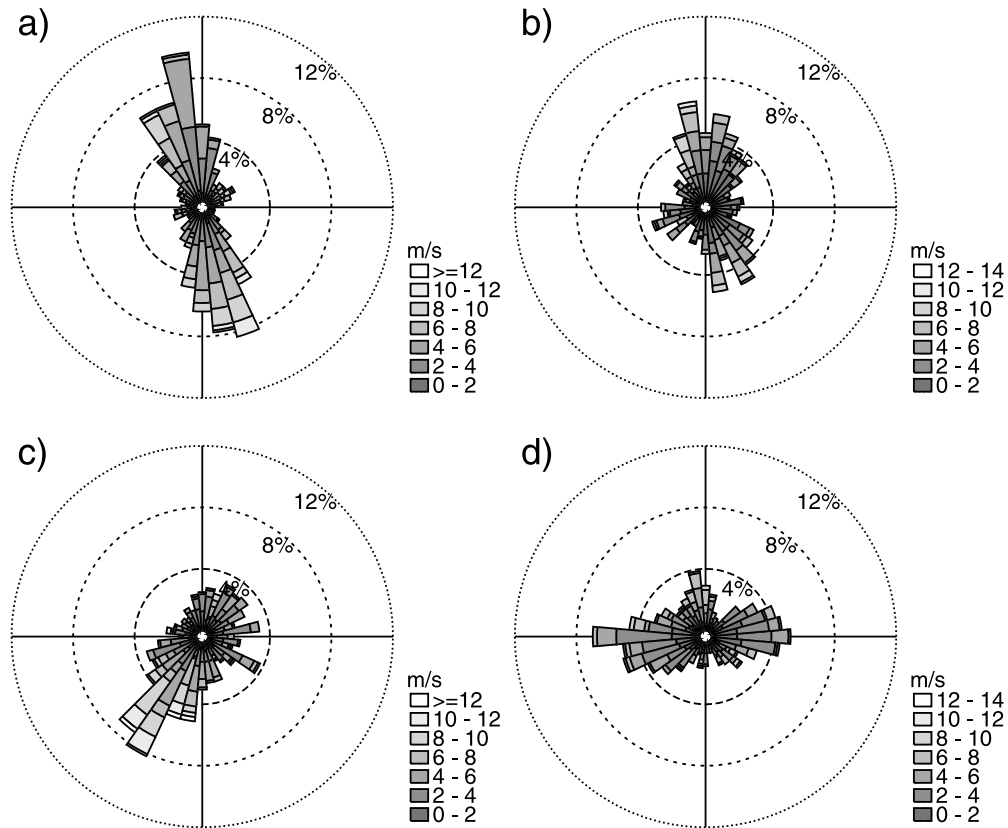 a)
12%
8%
4%
m/s
>=12
10 - 12
8 - 10
6 - 8
4 - 6
2 - 4
0 - 2
b)
12%
8%
4%
m/s
12 - 14
10 - 12
8 - 10
6 - 8
4 - 6
2 - 4
0 - 2
c)
12%
8%
4%
m/s
>=12
10 - 12
8 - 10
6 - 8
4 - 6
2 - 4
0 - 2
d)
12%
8%
4%
m/s
12 - 14
10 - 12
8 - 10
6 - 8
4 - 6
2 - 4
0 - 2